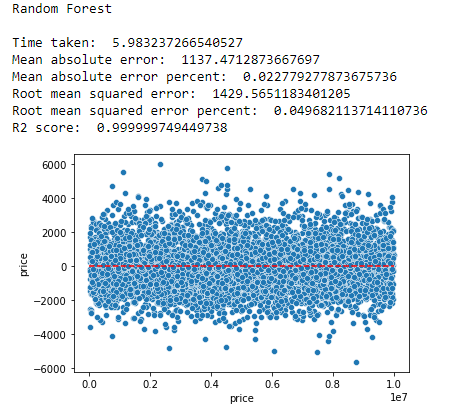 Random Forest
Time taken:  5.983237266540527
Mean absolute error:  1137.4712873667697
Mean absolute error percent:  0.022779277873675736
Root mean squared error:  1429.5651183401205
Root mean squared error percent:  0.049682113714110736
R2 score:  0.999999749449738
6000
4000
2000
0
−2000
−4000
−6000
price
0.0 0.2 0.4 0.6 0.8 1.0
1e7
price